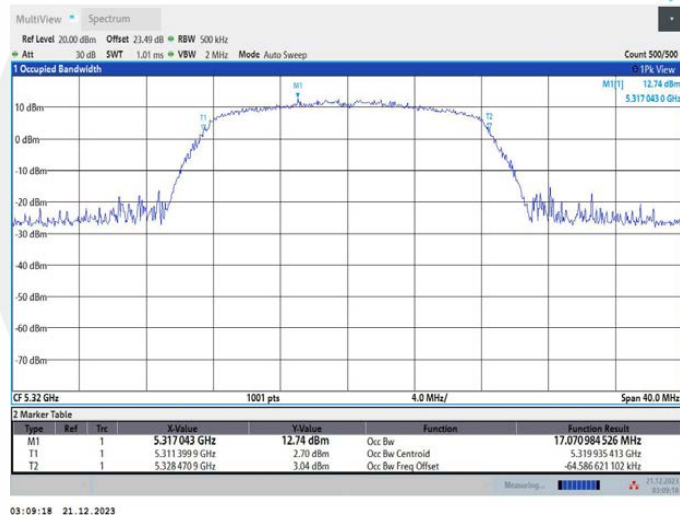 MultiView Spectrum
Ref Level 20.00 dBm Offset 23.49 dB RBW 500 kHz
Att 30 dB SWT 1.01 ms VBW 2 MHz Mode Auto Sweep Count 500/500
1 Occupied Bandwidth 1Pk View
M1[1] 12.74 dBm
5.317 043 0 GHz
M1
10 dBm
T1 T2
0 dBm
-10 dBm
-20 dBm
-30 dBm
-40 dBm
-50 dBm
-60 dBm
-70 dBm
CF 5.32 GHz 1001 pts 4.0 MHz/ Span 40.0 MHz
2 Marker Table
Type Ref Trc X-Value Y-Value Function Function Result
M1 1 5.317043 GHz 12.74 dBm Occ Bw 17.070 984 526 MHz
T1 1 5.311 399 9 GHz 2.70 dBm Occ Bw Centroid 5.319 935 413 GHz
T2 1 5.328 470 9 GHz 3.04 dBm Occ Bw Freq Offset -64.586 621 102 kHz
Measuring... 21.12.2023
03:09:18
03:09:18 21.12.2023